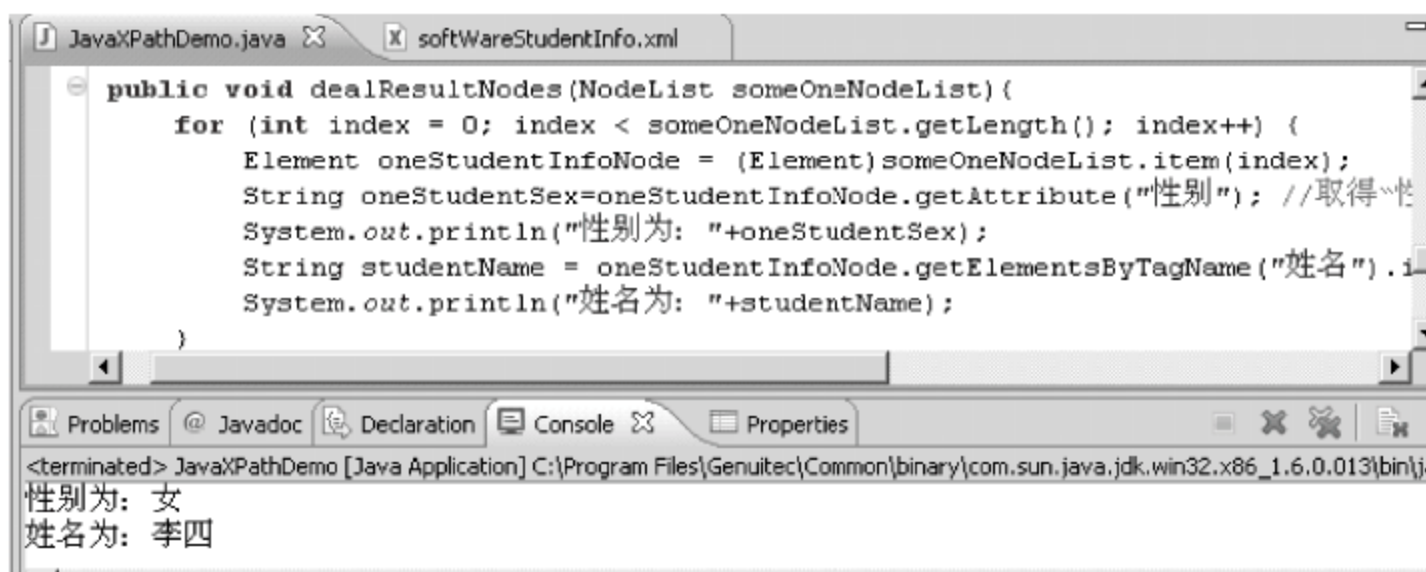 JavaXPathDemo.java softWareStudentInfo.xml
public void dealResultNodes(NodeList someOneNodeList){
for (int index = 0; index < someOneNodeList.getLength(); index++) {
Element oneStudentInfoNode = (Element)someOneNodeList.item(index);
String oneStudentSex=oneStudentInfoNode.getAttribute("性别"); //取得"性
System.out.println("性别为: "+oneStudentSex);
String studentName = oneStudentInfoNode.getElementsByTagName("姓名").i
System.out.println("姓名为: "+studentName);
}
Problems @ Javadoc Declaration Console Properties
<terminated> JavaXPathDemo [Java Application] C:\Program Files\Genuitec\Common\binary\com.sun.java.jdk.win32.x86_1.6.0.013\bin\j
性别为: 女
姓名为: 李四